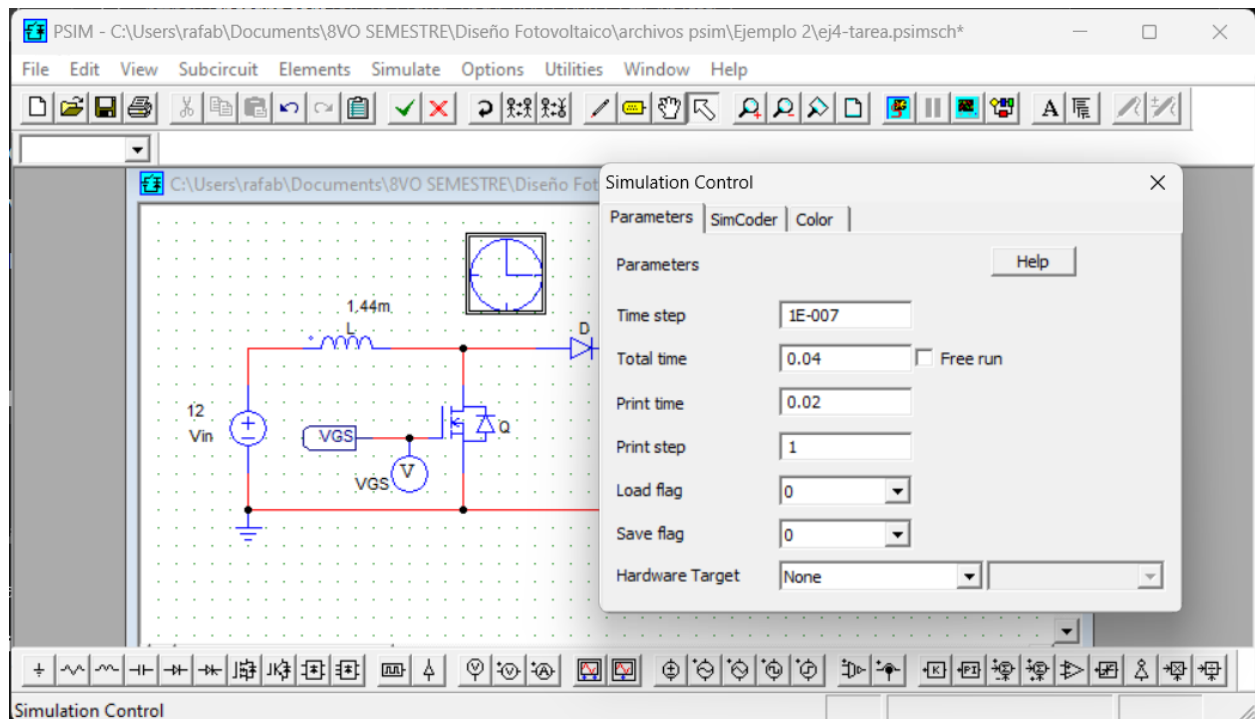 PSIM - C:\Users\rafab\Documents\8VO SEMESTRE\Diseño Fotovoltaico\archivos psim\Ejemplo 2\ej4-tarea.psimsch*
File Edit View Subcircuit Elements Simulate Options Utilities Window Help
C:\Users\rafab\Documents\8VO SEMESTRE\Diseño Fot
Simulation Control
Parameters SimCoder Color
Parameters
Help
Time step 1E-007
Total time 0.04 Free run
Print time 0.02
Print step 1
Load flag 0
Save flag 0
Hardware Target None
1,44m
L
D
12
Vin
VGS
Q
V
VGS
A
V
V
A
K
PI
Simulation Control